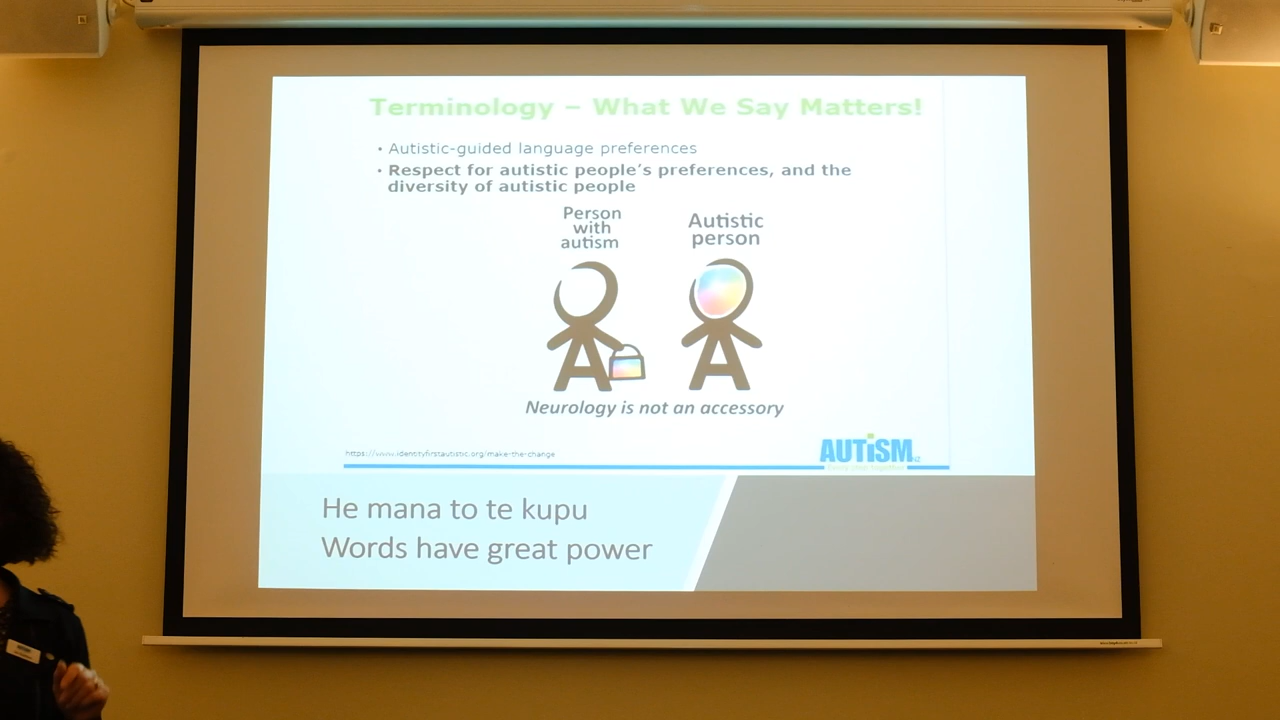 Terminology – What We Say Matters!
• Autistic-guided language preferences
• Respect for autistic people's preferences, and the
diversity of autistic people
Person
with
autism
Autistic
person
Neurology is not an accessory
https://www.identityfirstautistic.org/make-the-change
AUTiSM NZ
He mana to te kupu
Words have great power